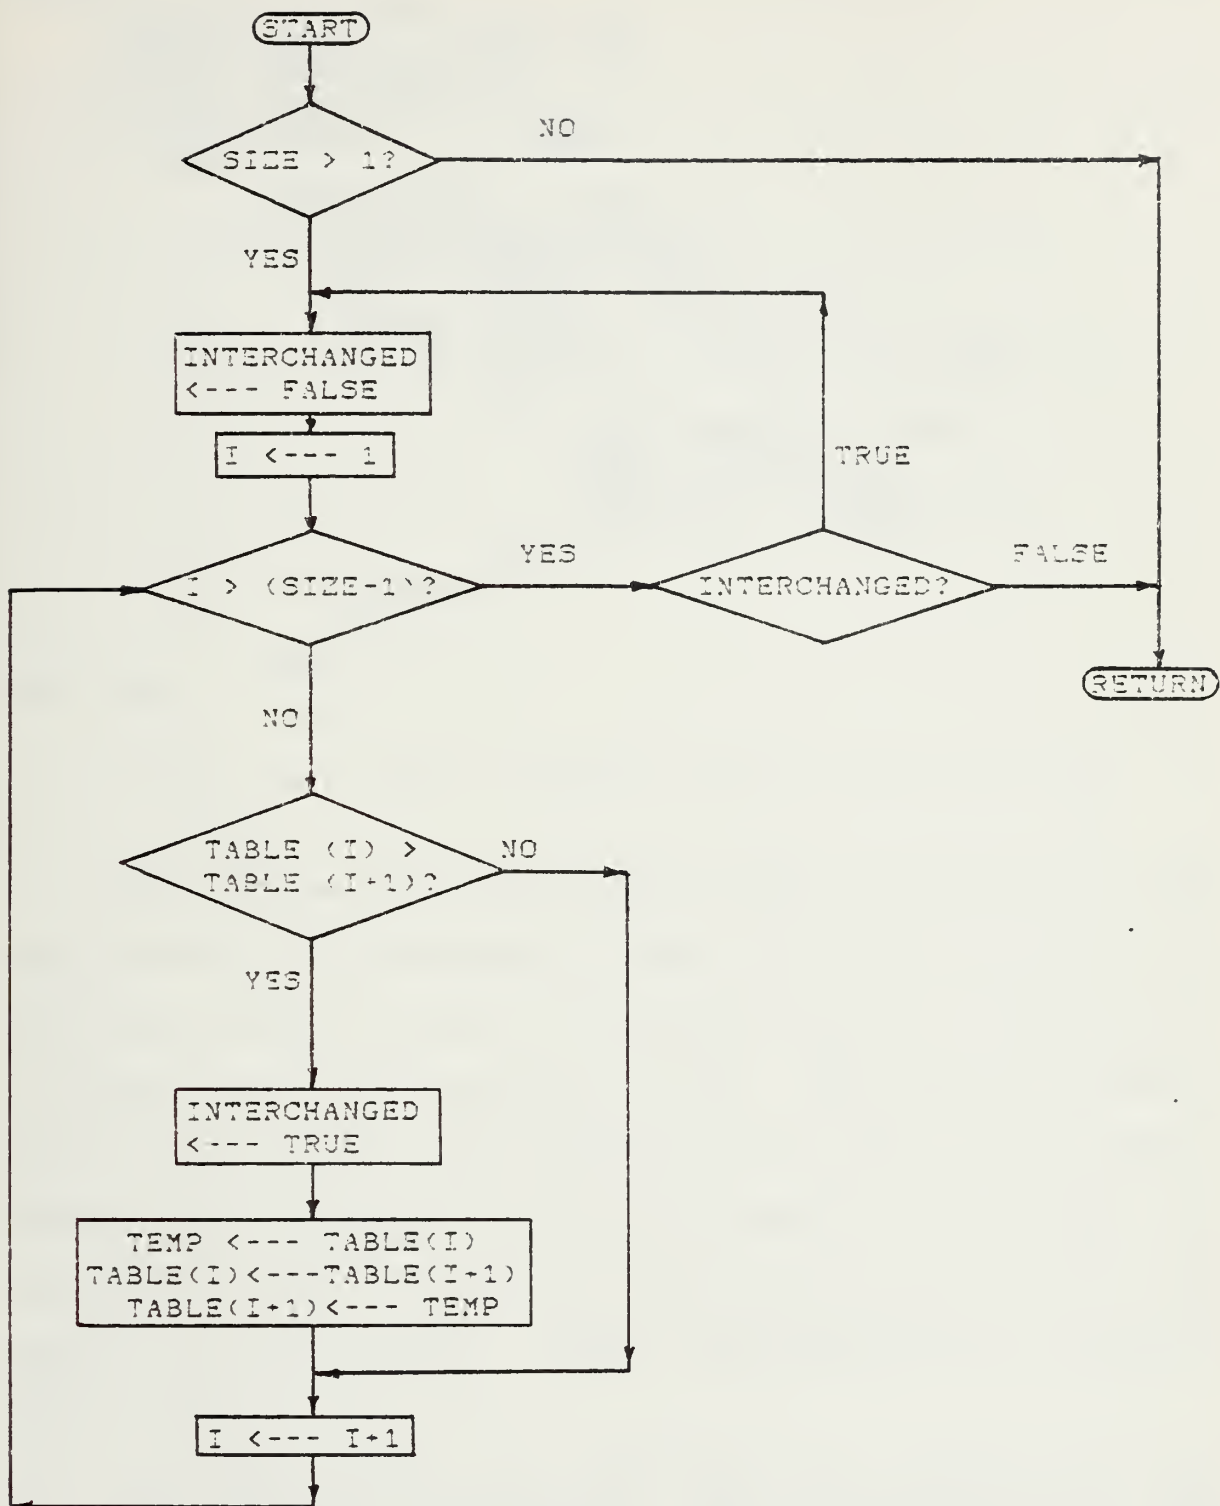 START
SIZE > 1?
NO
YES
INTERCHANGED
<--- FALSE
I <--- 1
TRUE
I > (SIZE-1)?
YES
INTERCHANGED?
FALSE
RETURN
NO
TABLE (I) >
TABLE (I+1)?
NO
YES
INTERCHANGED
<--- TRUE
TEMP <--- TABLE(I)
TABLE(I)<---TABLE(I+1)
TABLE(I+1)<--- TEMP
I <--- I+1